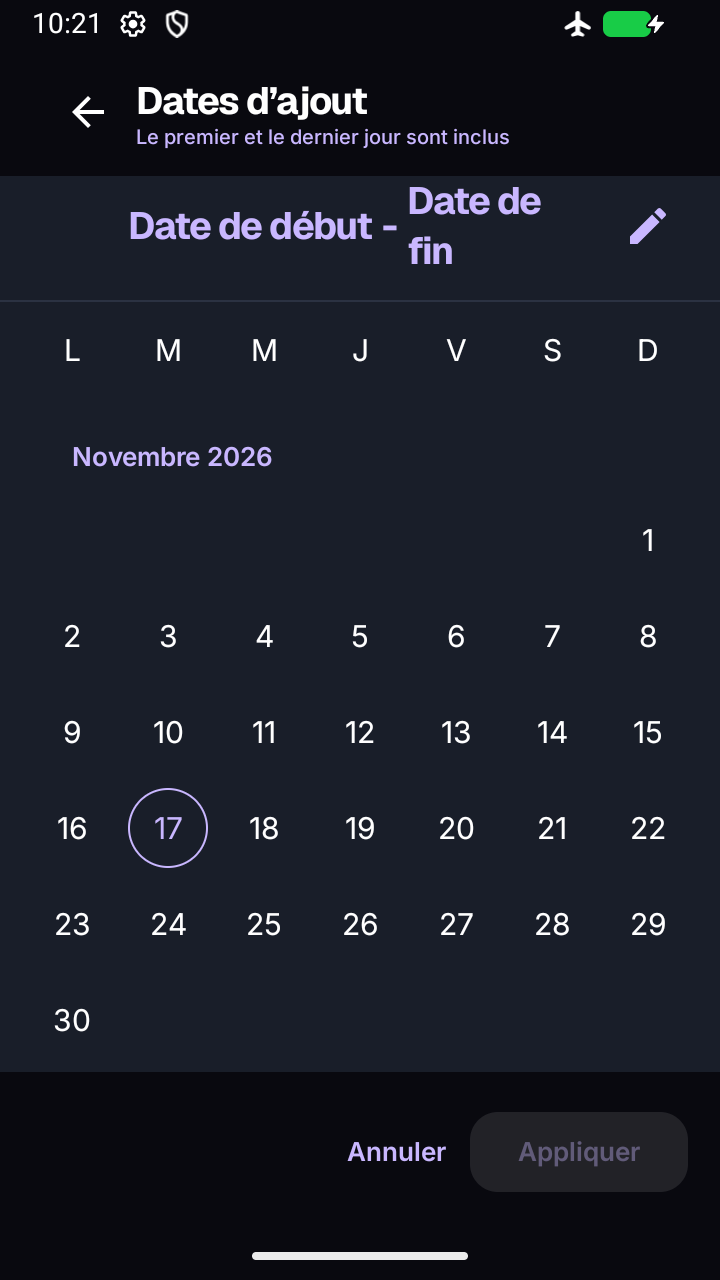 10:21
Dates d’ajout
Le premier et le dernier jour sont inclus
Date de début - Date de
fin
L M M J V S D
Novembre 2026
1
2 3 4 5 6 7 8
9 10 11 12 13 14 15
16 17 18 19 20 21 22
23 24 25 26 27 28 29
30
Annuler Appliquer